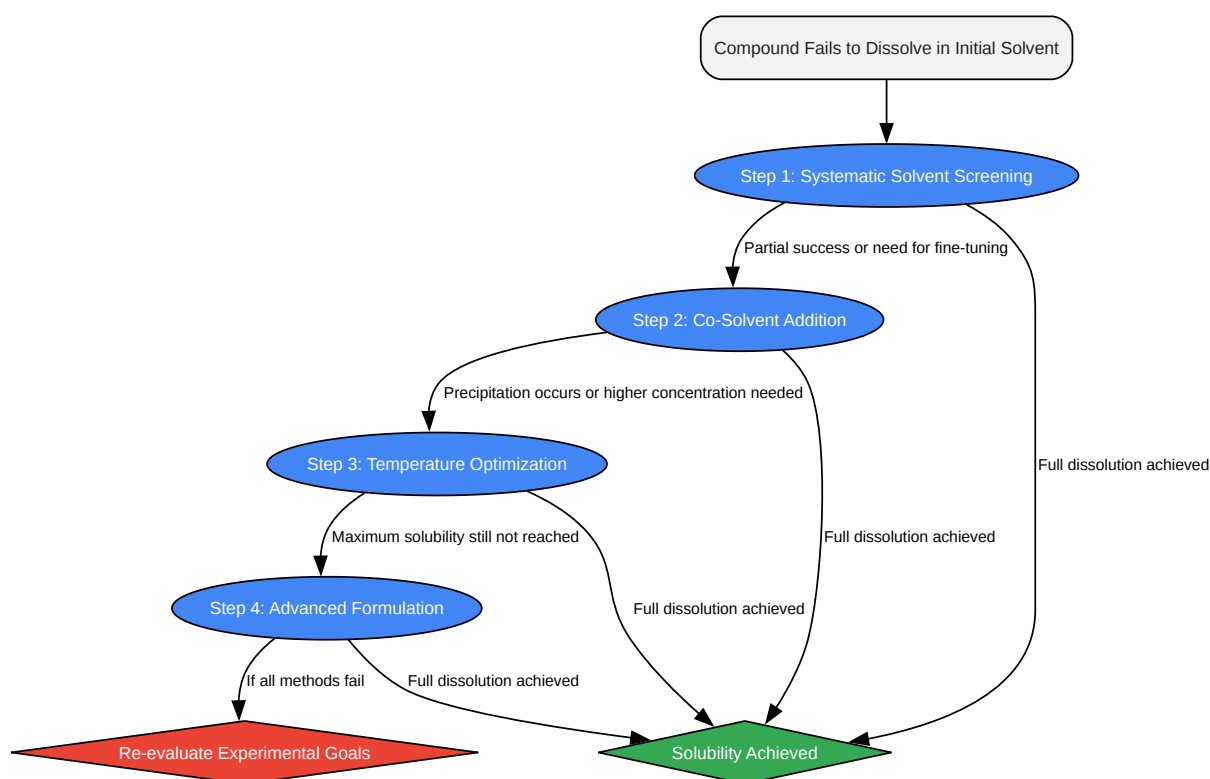 Compound Fails to Dissolve in Initial Solvent
Step 1: Systematic Solvent Screening
Partial success or need for fine-tuning
Step 2: Co-Solvent Addition
Precipitation occurs or higher concentration needed
Step 3: Temperature Optimization
Full dissolution achieved
Maximum solubility still not reached
Full dissolution achieved
Step 4: Advanced Formulation
Full dissolution achieved
If all methods fail
Full dissolution achieved
Re-evaluate Experimental Goals
Solubility Achieved